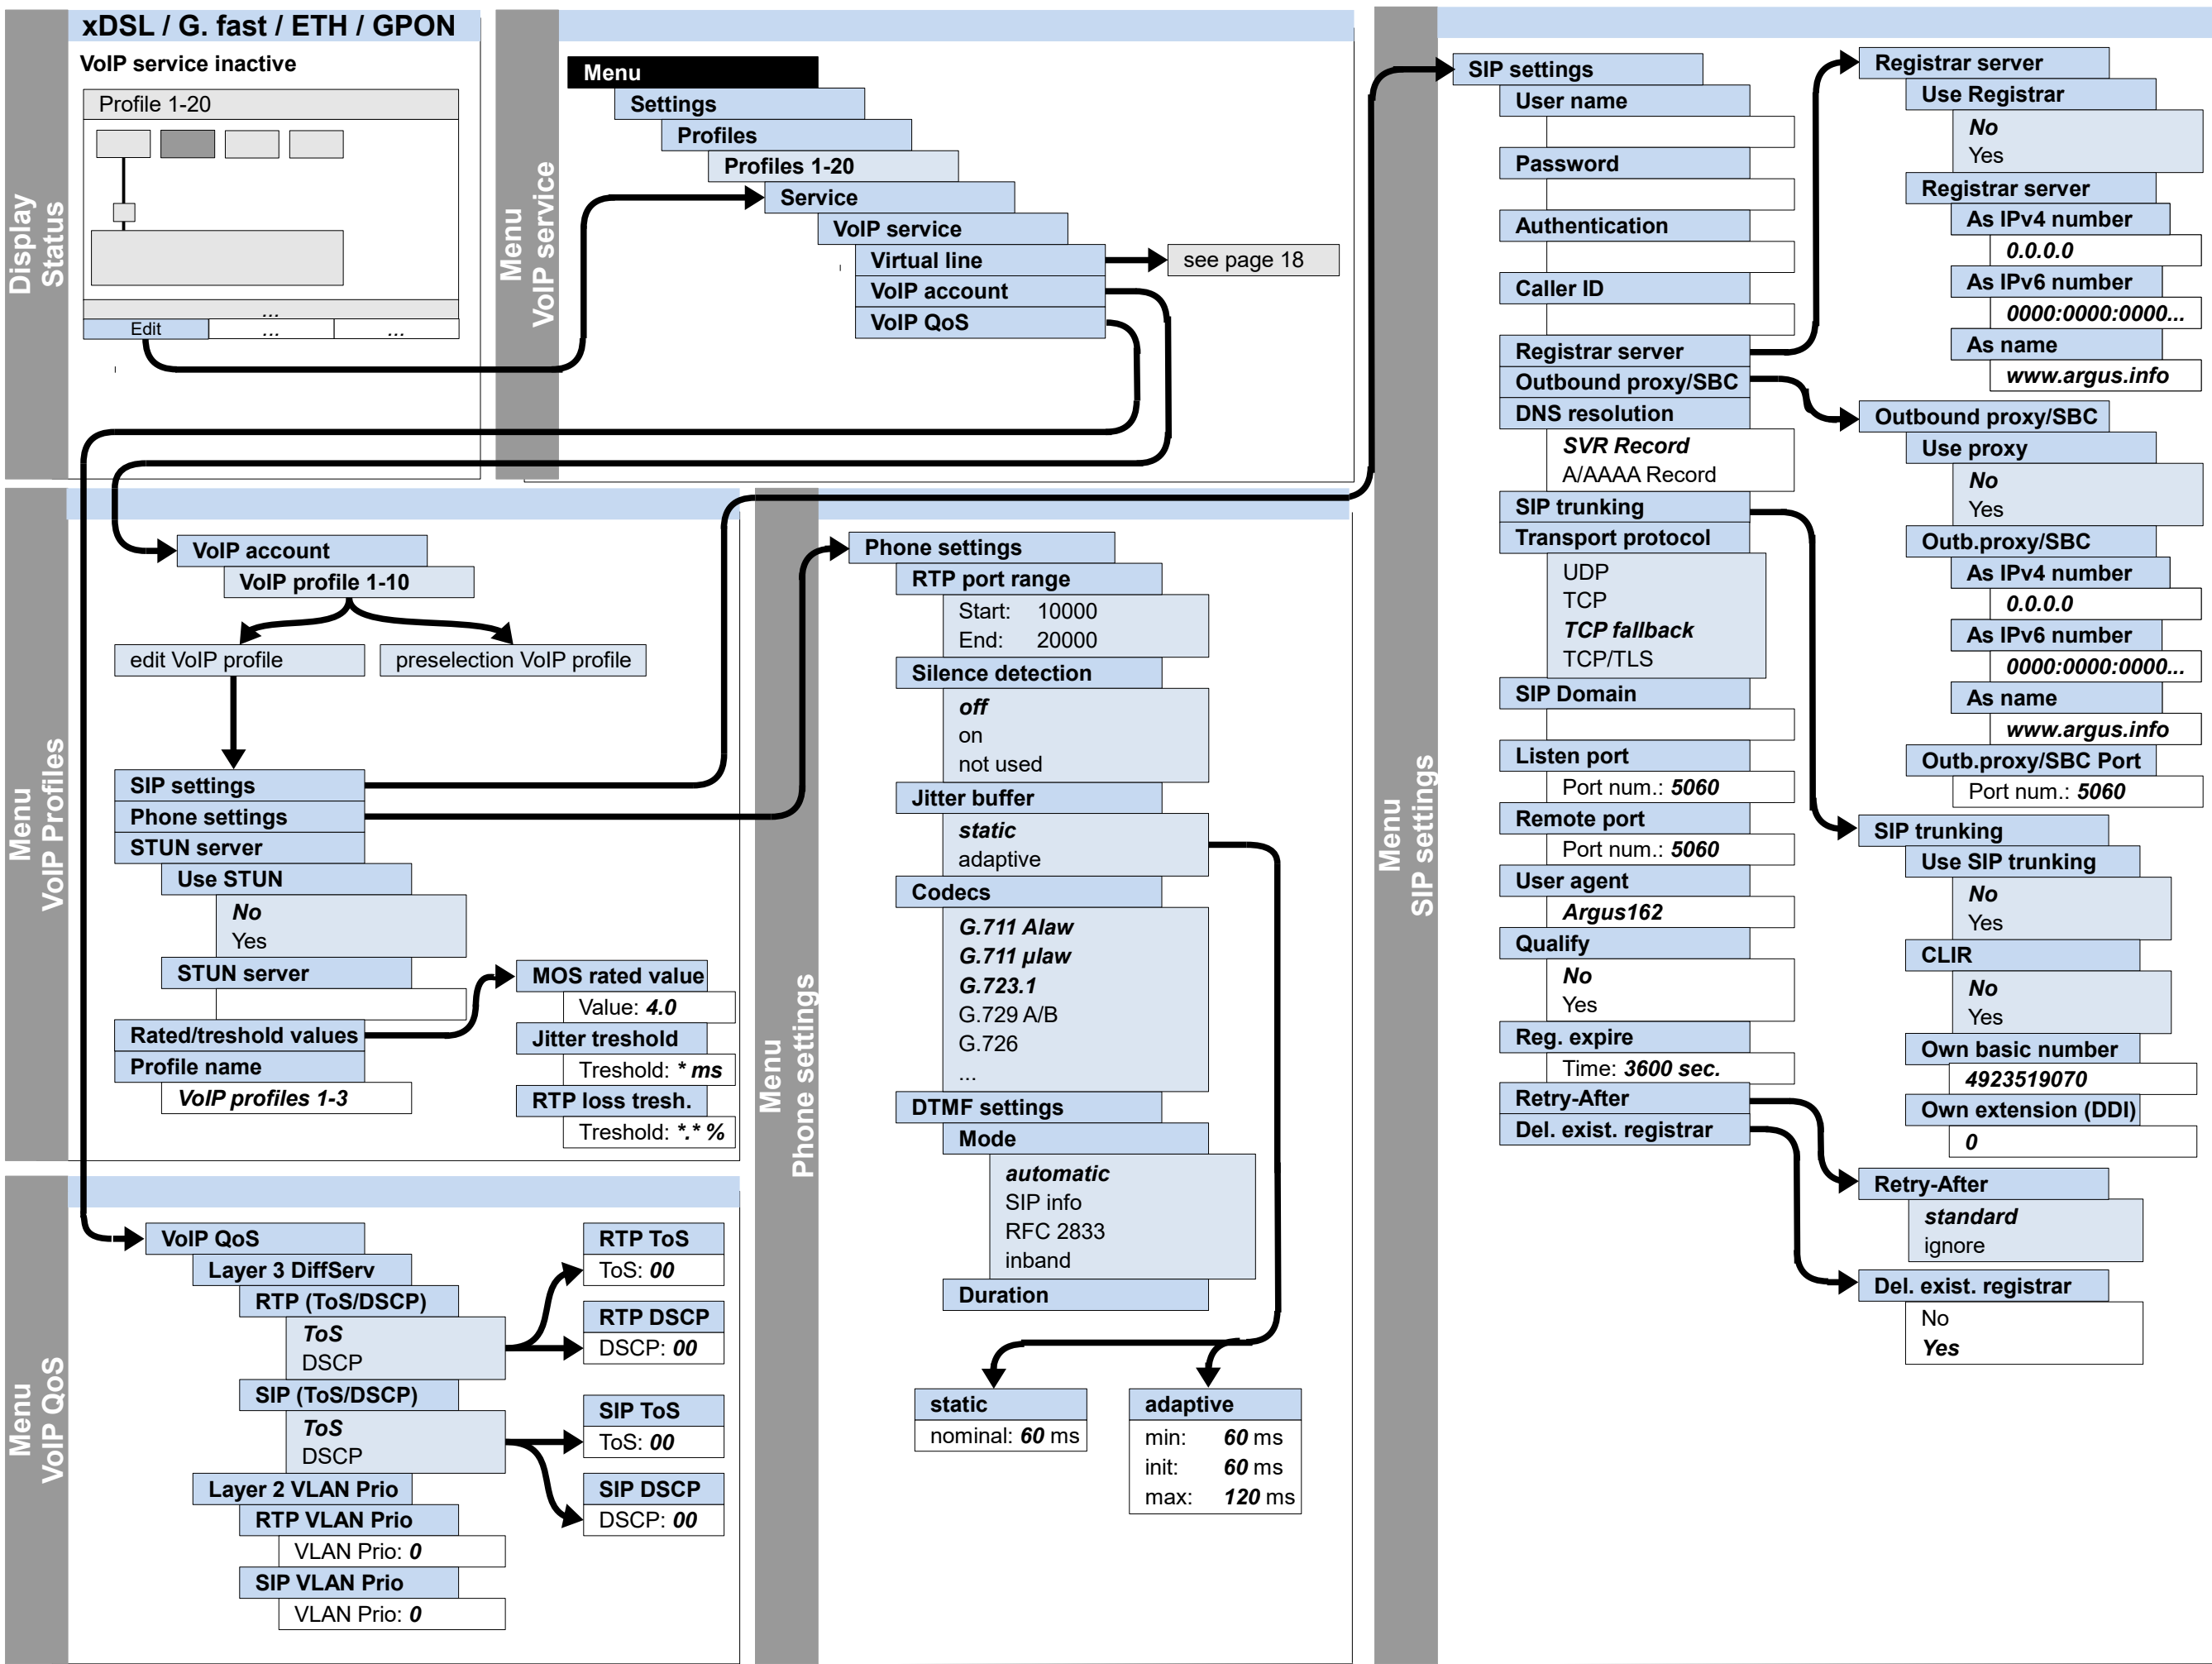 xDSL / G. fast / ETH / GPON
Display
Status
VoIP service inactive
Profile 1-20
...
Edit
...
...
Menu
VoIP service
Menu
Settings
Profiles
Profiles 1-20
Service
VoIP service
Virtual line
see page 18
VoIP account
VoIP QoS
Menu
VoIP Profiles
VoIP account
VoIP profile 1-10
edit VoIP profile
preselection VoIP profile
SIP settings
Phone settings
STUN server
Use STUN
No
Yes
STUN server
Rated/treshold values
Profile name
VoIP profiles 1-3
MOS rated value
Value: 4.0
Jitter treshold
Treshold: * ms
RTP loss tresh.
Treshold: *.* %
Menu
VoIP QoS
VoIP QoS
Layer 3 DiffServ
RTP (ToS/DSCP)
ToS
DSCP
SIP (ToS/DSCP)
ToS
DSCP
Layer 2 VLAN Prio
RTP VLAN Prio
VLAN Prio: 0
SIP VLAN Prio
VLAN Prio: 0
RTP ToS
ToS: 00
RTP DSCP
DSCP: 00
SIP ToS
ToS: 00
SIP DSCP
DSCP: 00
Menu
Phone settings
Phone settings
RTP port range
Start: 10000
End: 20000
Silence detection
off
on
not used
Jitter buffer
static
adaptive
Codecs
G.711 Alaw
G.711 µlaw
G.723.1
G.729 A/B
G.726
...
DTMF settings
Mode
automatic
SIP info
RFC 2833
inband
Duration
static
nominal: 60 ms
adaptive
min: 60 ms
init: 60 ms
max: 120 ms
Menu
SIP settings
SIP settings
User name
Password
Authentication
Caller ID
Registrar server
Outbound proxy/SBC
DNS resolution
SVR Record
A/AAAA Record
SIP trunking
Transport protocol
UDP
TCP
TCP fallback
TCP/TLS
SIP Domain
Listen port
Port num.: 5060
Remote port
Port num.: 5060
User agent
Argus162
Qualify
No
Yes
Reg. expire
Time: 3600 sec.
Retry-After
Del. exist. registrar
Registrar server
Use Registrar
No
Yes
Registrar server
As IPv4 number
0.0.0.0
As IPv6 number
0000:0000:0000...
As name
www.argus.info
Outbound proxy/SBC
Use proxy
No
Yes
Outb.proxy/SBC
As IPv4 number
0.0.0.0
As IPv6 number
0000:0000:0000...
As name
www.argus.info
Outb.proxy/SBC Port
Port num.: 5060
SIP trunking
Use SIP trunking
No
Yes
CLIR
No
Yes
Own basic number
4923519070
Own extension (DDI)
0
Retry-After
standard
ignore
Del. exist. registrar
No
Yes